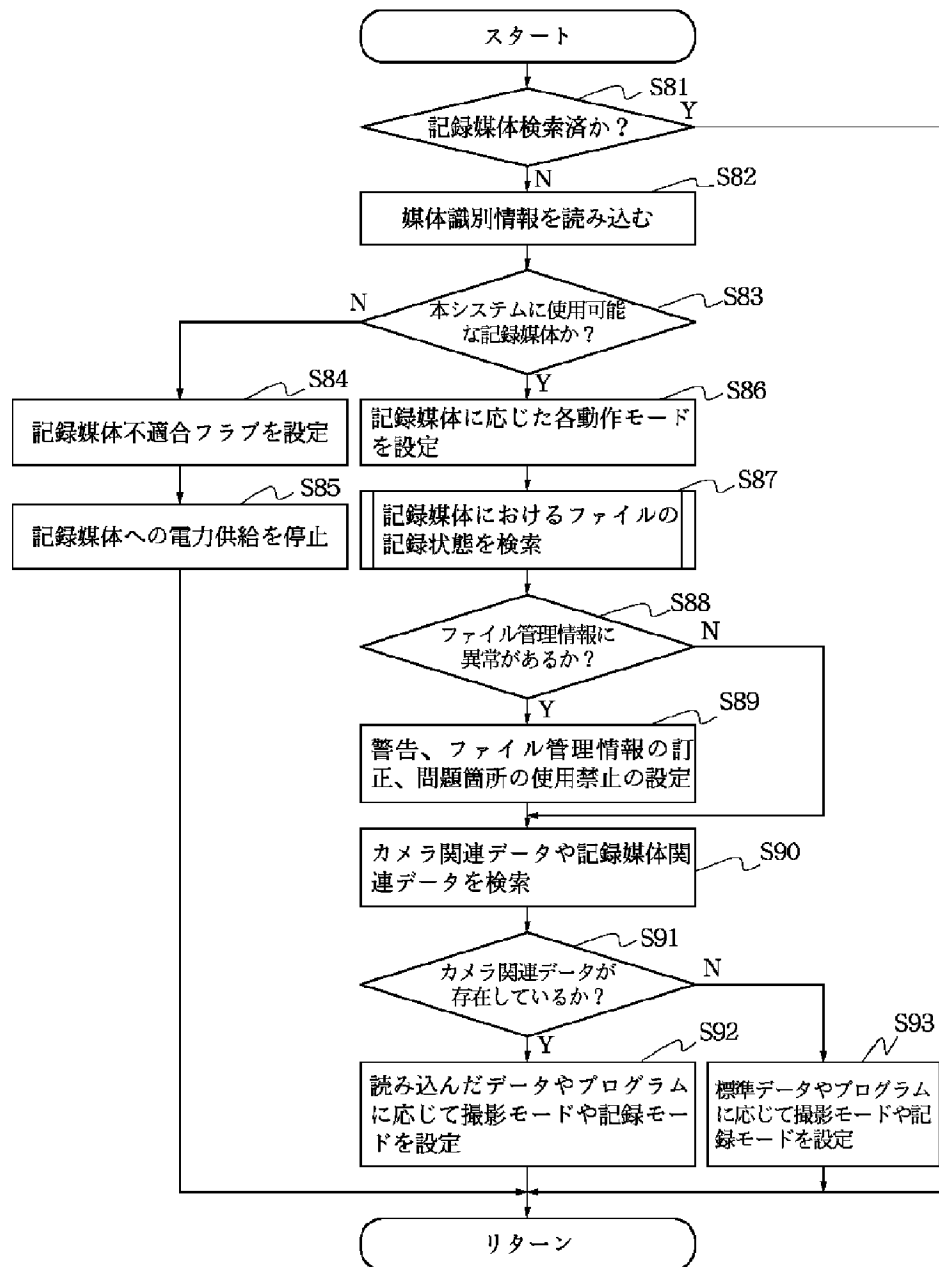 スタート
S81
記録媒体検索済か？
Y
N
S82
媒体識別情報を読み込む
S83
本システムに使用可能
な記録媒体か？
N
Y
S84
記録媒体不適合フラブを設定
S85
記録媒体への電力供給を停止
S86
記録媒体に応じた各動作モード
を設定
S87
記録媒体におけるファイルの
記録状態を検索
S88
ファイル管理情報に
異常があるか？
N
Y
S89
警告、ファイル管理情報の訂
正、問題箇所の使用禁止の設定
S90
カメラ関連データや記録媒体関
連データを検索
S91
カメラ関連データが
存在しているか？
N
Y
S92
読み込んだデータやプログラム
に応じて撮影モードや記録モー
ドを設定
S93
標準データやプログラム
に応じて撮影モードや記
録モードを設定
リターン